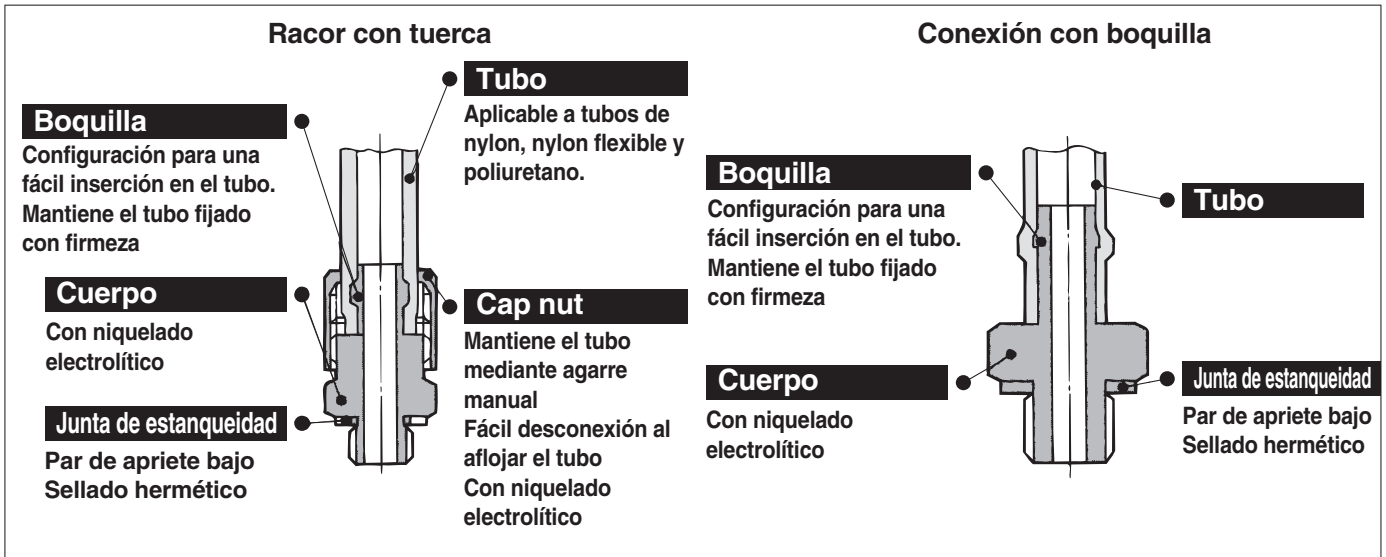 Racor con tuerca
Boquilla
Configuración para una
fácil inserción en el tubo.
Mantiene el tubo fijado
con firmeza
Cuerpo
Con niquelado
electrolítico
Junta de estanqueidad
Par de apriete bajo
Sellado hermético
Tubo
Aplicable a tubos de
nylon, nylon flexible y
poliuretano.
Cap nut
Mantiene el tubo
mediante agarre
manual
Fácil desconexión al
aflojar el tubo
Con niquelado
electrolítico
Conexión con boquilla
Boquilla
Configuración para una
fácil inserción en el tubo.
Mantiene el tubo fijado
con firmeza
Cuerpo
Con niquelado
electrolítico
Tubo
Junta de estanqueidad
Par de apriete bajo
Sellado hermético